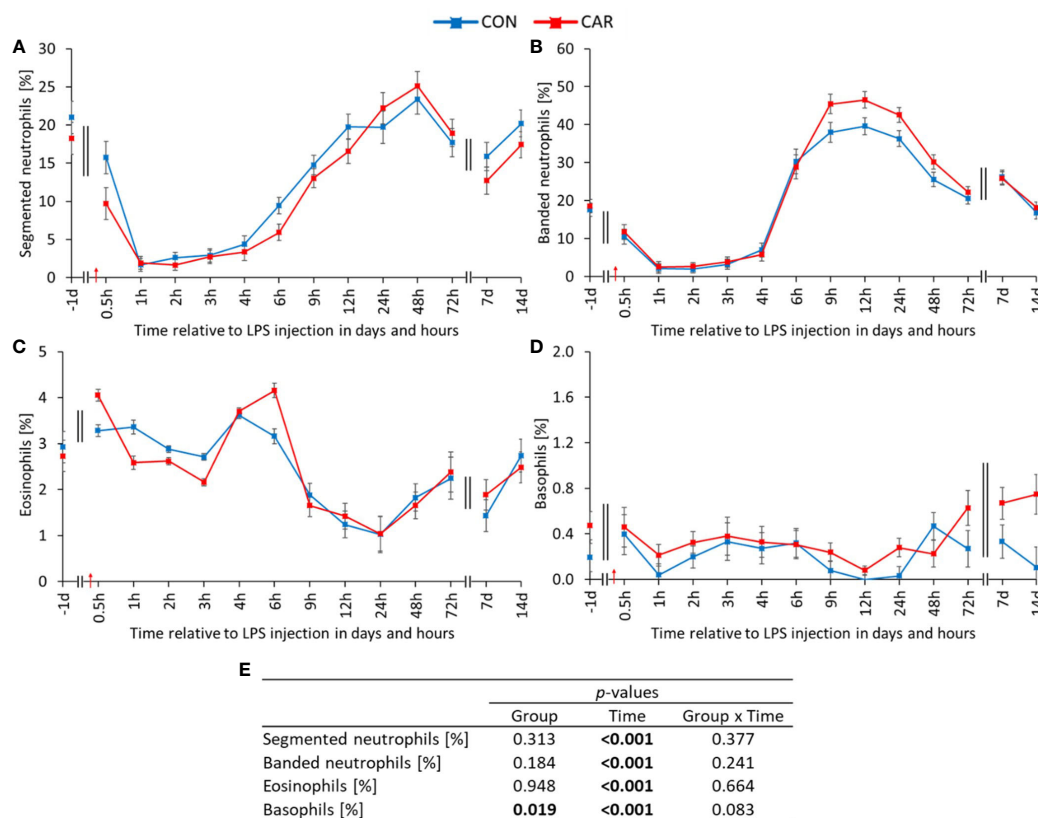 CON CAR
A
Segmented neutrophils [%]
30
25
20
15
10
5
0
-1d 0.5h 1h 2h 3h 4h 6h 9h 12h 24h 48h 72h 7d 14d
Time relative to LPS injection in days and hours
B
Banded neutrophils [%]
60
50
40
30
20
10
0
-1d 0.5h 1h 2h 3h 4h 6h 9h 12h 24h 48h 72h 7d 14d
Time relative to LPS injection in days and hours
C
Eosinophils [%]
5
4
3
2
1
0
-1d 0.5h 1h 2h 3h 4h 6h 9h 12h 24h 48h 72h 7d 14d
Time relative to LPS injection in days and hours
D
Basophils [%]
2.0
1.6
1.2
0.8
0.4
0.0
-1d 0.5h 1h 2h 3h 4h 6h 9h 12h 24h 48h 72h 7d 14d
Time relative to LPS injection in days and hours
E
p-values
Group Time Group x Time
Segmented neutrophils [%] 0.313 <0.001 0.377
Banded neutrophils [%] 0.184 <0.001 0.241
Eosinophils [%] 0.948 <0.001 0.664
Basophils [%] 0.019 <0.001 0.083